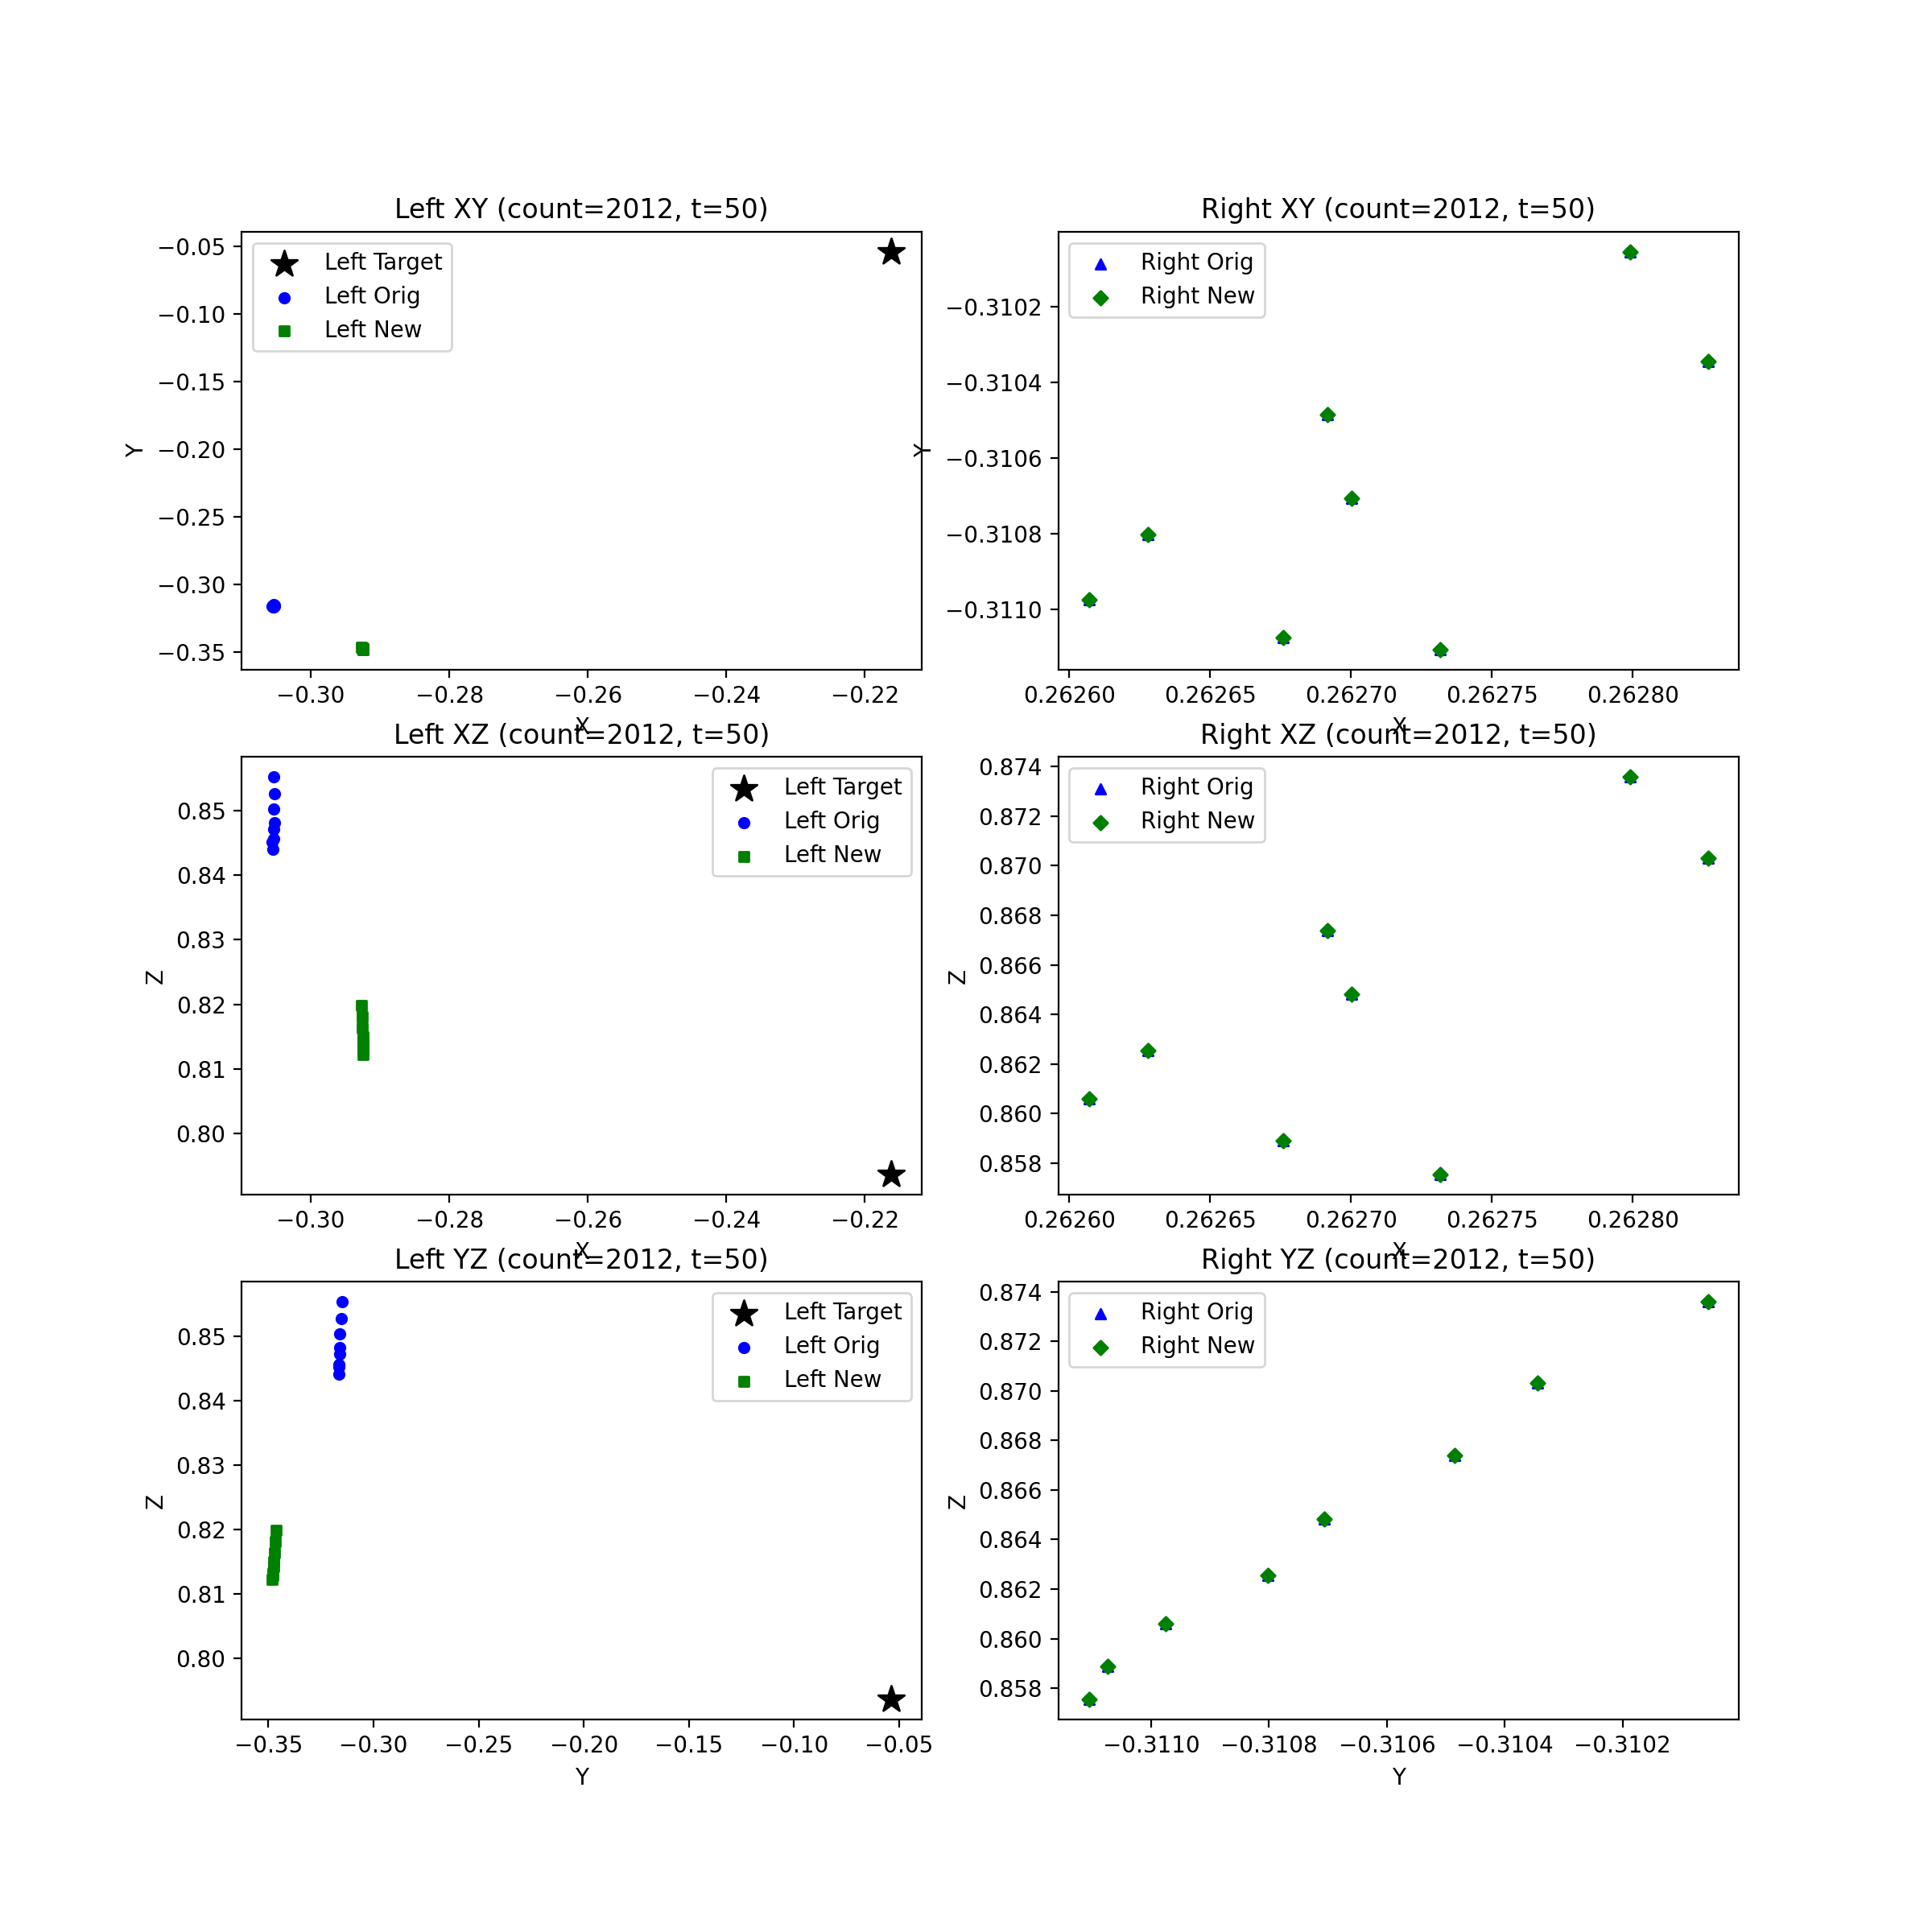 Left XY (count=2012, t=50)
Left Target
Left Orig
Left New
−0.05
−0.10
−0.15
−0.20
−0.25
−0.30
−0.35
Y
−0.30
−0.28
−0.26
−0.24
−0.22
X
Right XY (count=2012, t=50)
Right Orig
Right New
−0.3102
−0.3104
−0.3106
−0.3108
−0.3110
Y
0.26260
0.26265
0.26270
0.26275
0.26280
X
Left XZ (count=2012, t=50)
Left Target
Left Orig
Left New
0.85
0.84
0.83
0.82
0.81
0.80
Z
−0.30
−0.28
−0.26
−0.24
−0.22
X
Right XZ (count=2012, t=50)
Right Orig
Right New
0.874
0.872
0.870
0.868
0.866
0.864
0.862
0.860
0.858
Z
0.26260
0.26265
0.26270
0.26275
0.26280
X
Left YZ (count=2012, t=50)
Left Target
Left Orig
Left New
0.85
0.84
0.83
0.82
0.81
0.80
Z
−0.35
−0.30
−0.25
−0.20
−0.15
−0.10
−0.05
Y
Right YZ (count=2012, t=50)
Right Orig
Right New
0.874
0.872
0.870
0.868
0.866
0.864
0.862
0.860
0.858
Z
−0.3110
−0.3108
−0.3106
−0.3104
−0.3102
Y